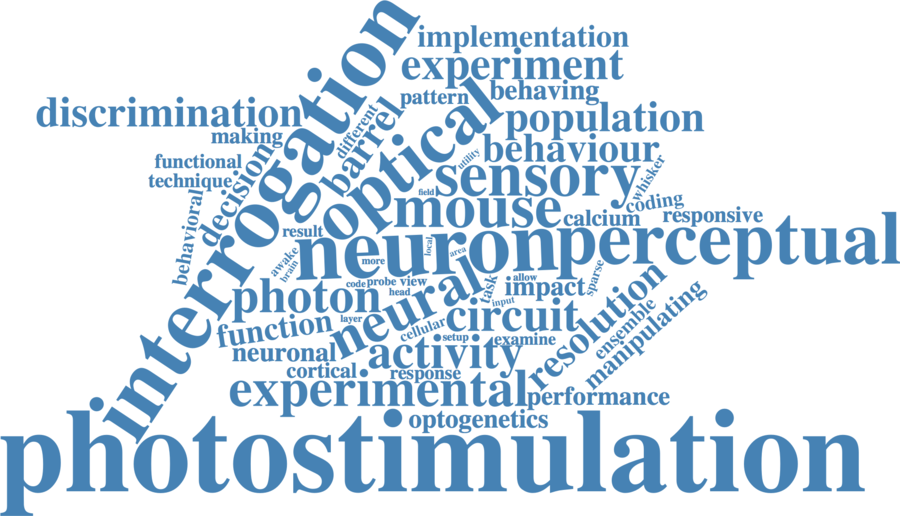 implementation
experiment
interrogation
pattern
behaving
discrimination
different
barrel
optical
population
making
decision
behaviour
functional
utility
technique
sensory
whisker
field
behavioral
mouse
coding
calcium
responsive
result
neuron
perceptual
local
area
awake
brain
more
sparse
code
probe
view
task
allow
impact
resolution
photon
head
input
neural
layer
circuit
ensemble
manipulating
function
cellular
setup
examine
neuronal
activity
cortical
response
experimental
performance
optogenetics
photostimulation